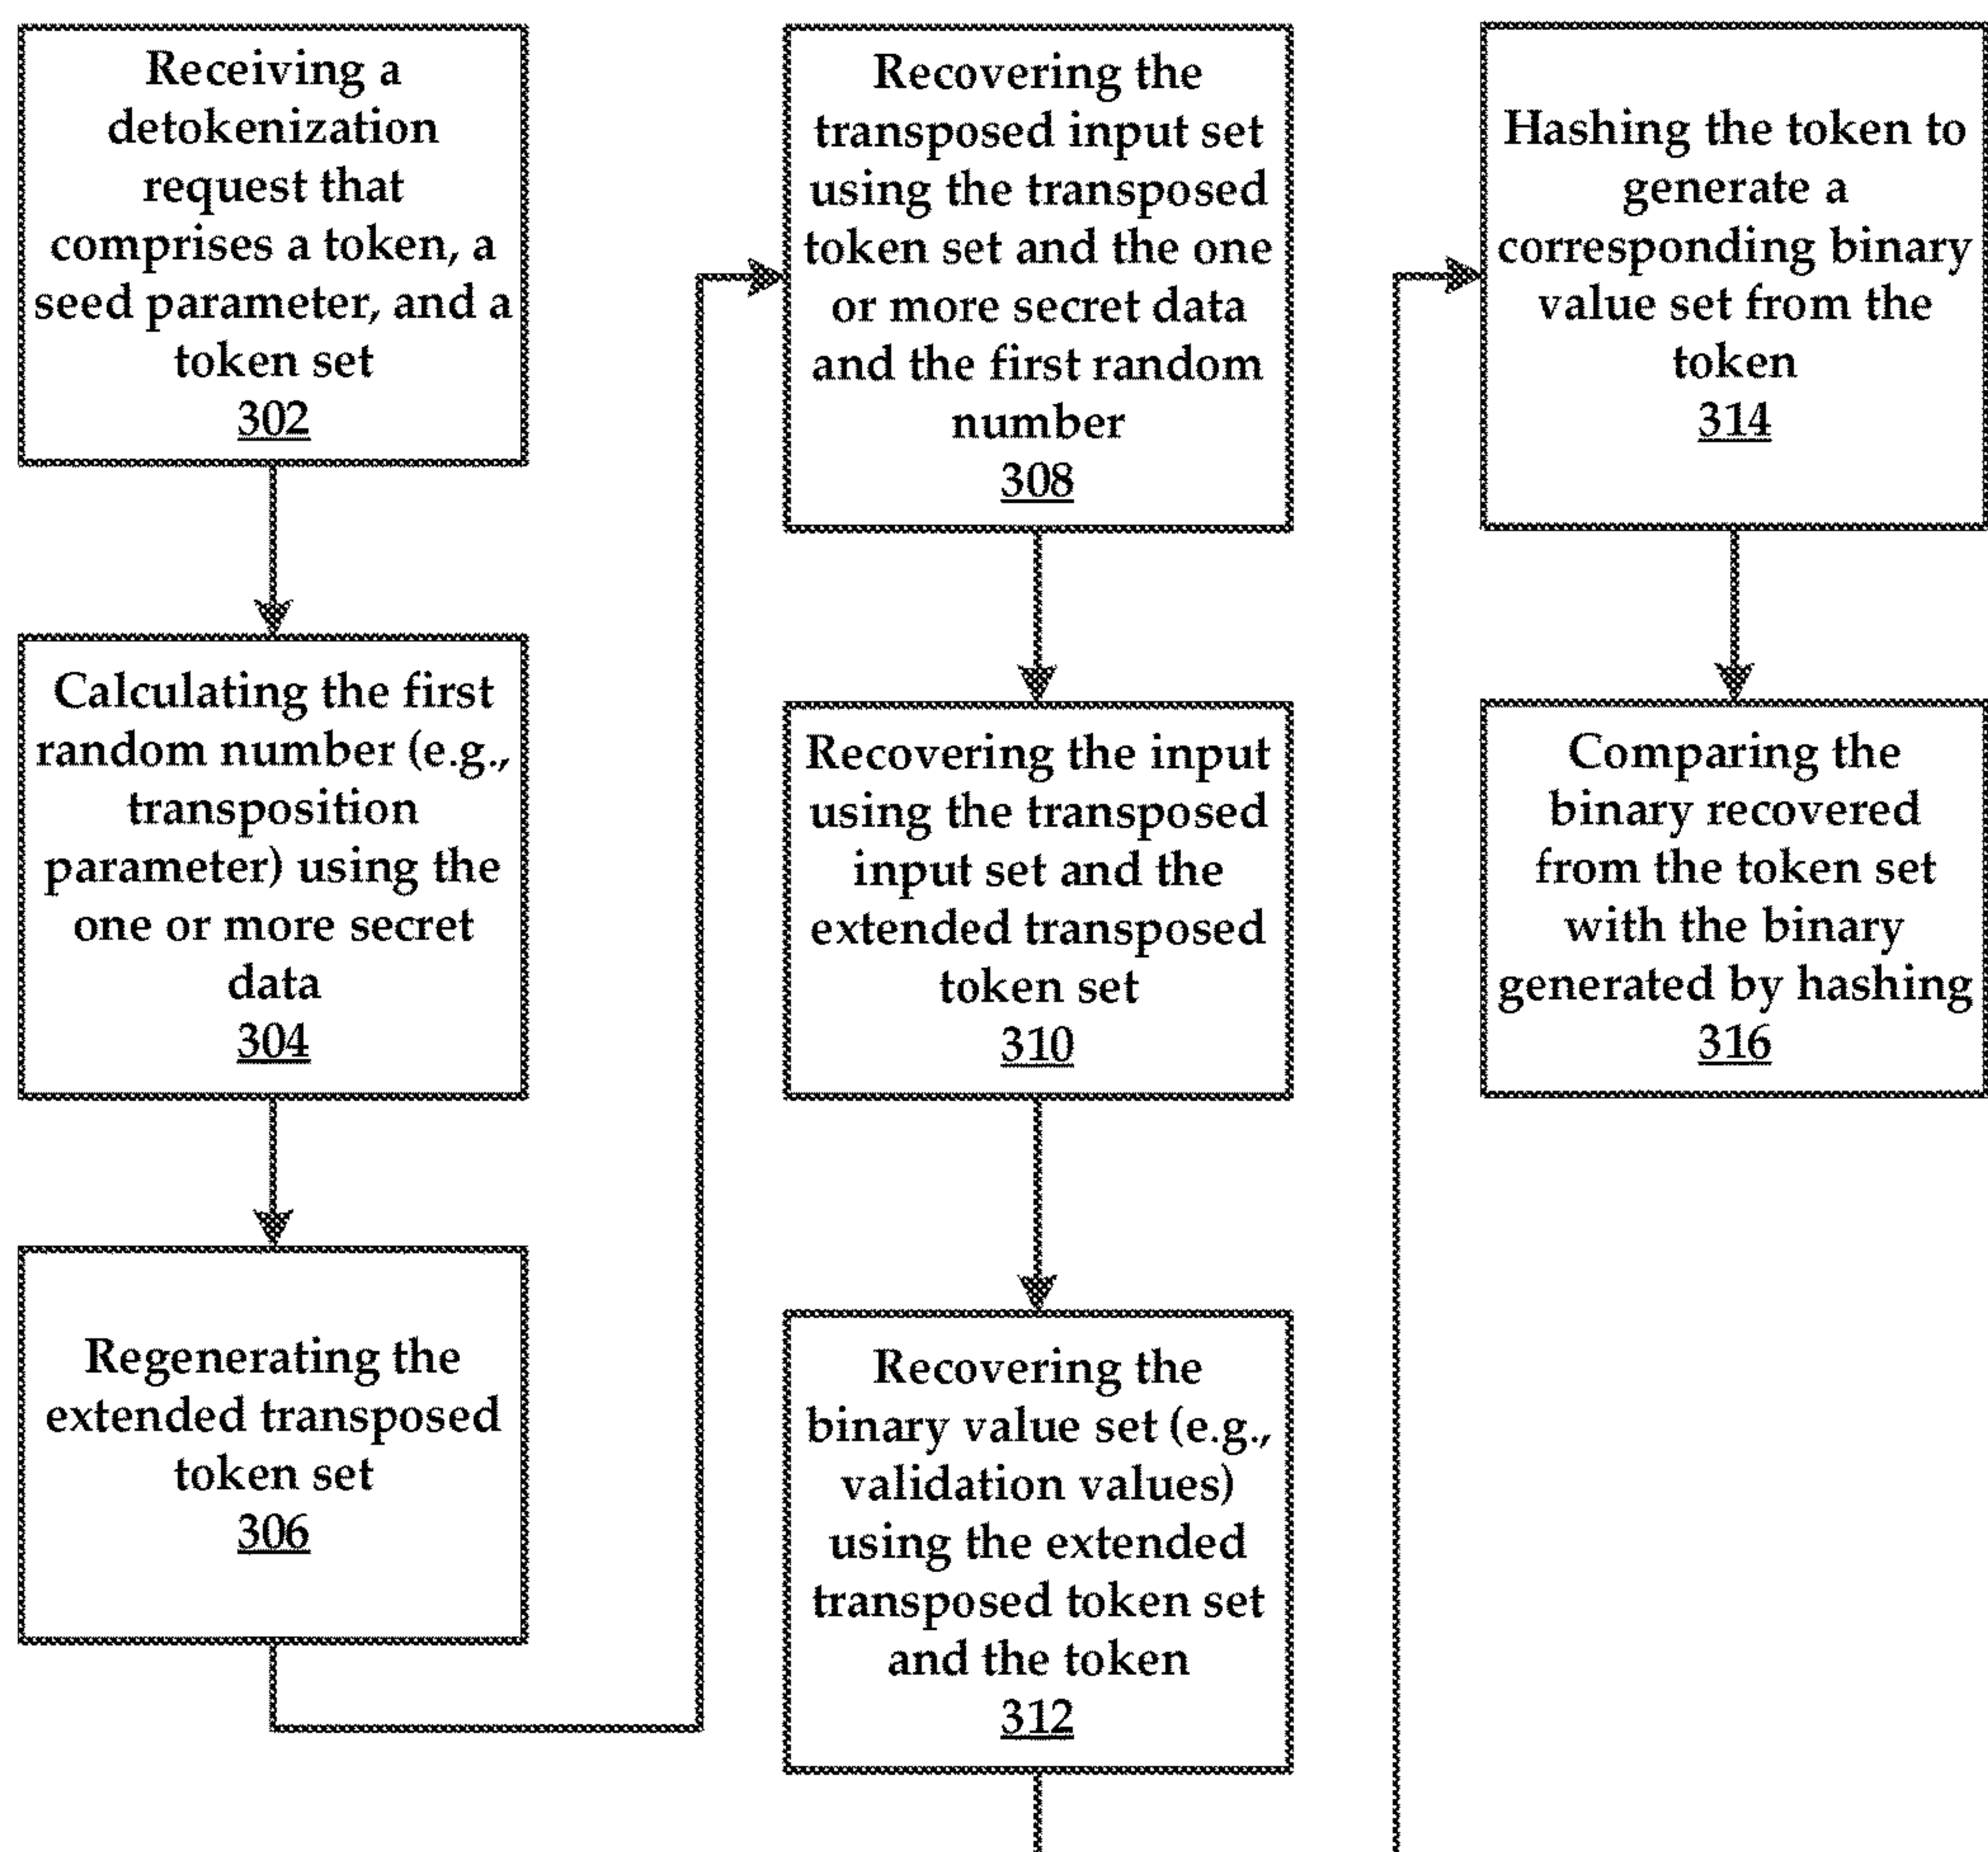 Receiving a
detokenization
request that
comprises a token, a
seed parameter, and a
token set
302
Calculating the first
random number (e.g.,
transposition
parameter) using the
one or more secret
data
304
Regenerating the
extended transposed
token set
306
Recovering the
transposed input set
using the transposed
token set and the one
or more secret data
and the first random
number
308
Recovering the input
using the transposed
input set and the
extended transposed
token set
310
Recovering the
binary value set (e.g.,
validation values)
using the extended
transposed token set
and the token
312
Hashing the token to
generate a
corresponding binary
value set from the
token
314
Comparing the
binary recovered
from the token set
with the binary
generated by hashing
316